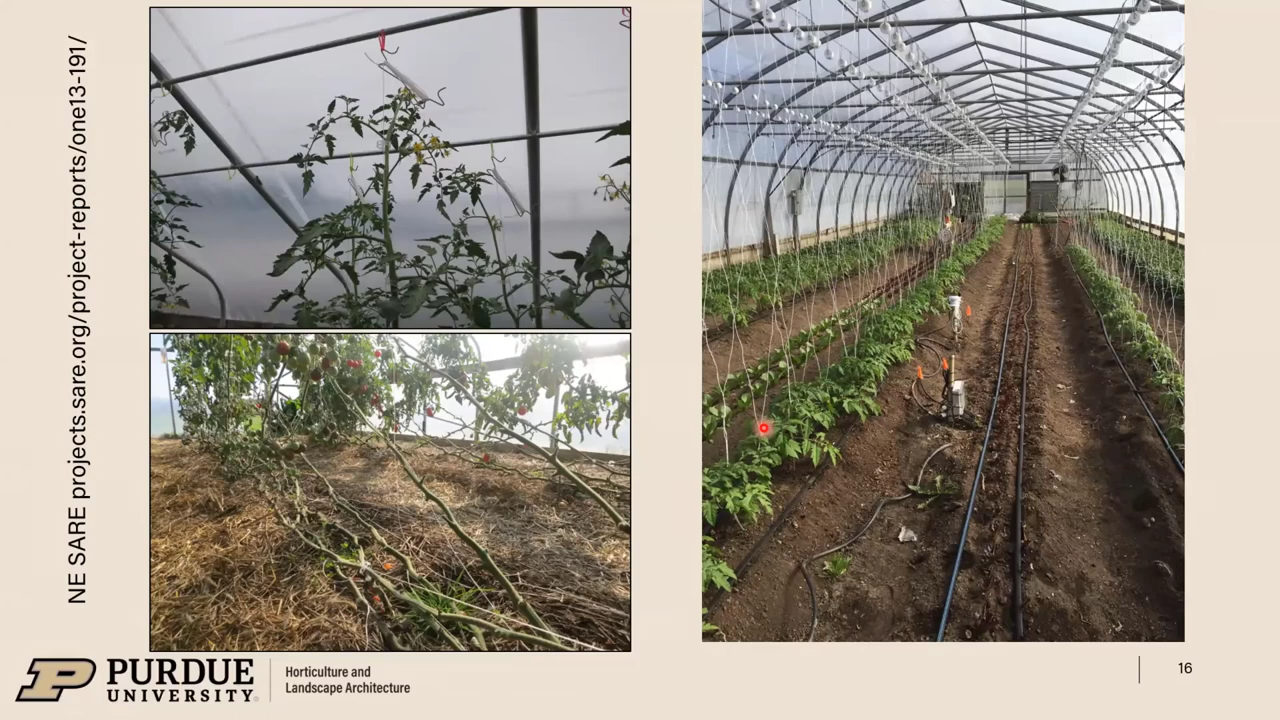 NE SARE projects.sare.org/project-reports/one13-191/
PURDUE
UNIVERSITY®
Horticulture and
Landscape Architecture
16